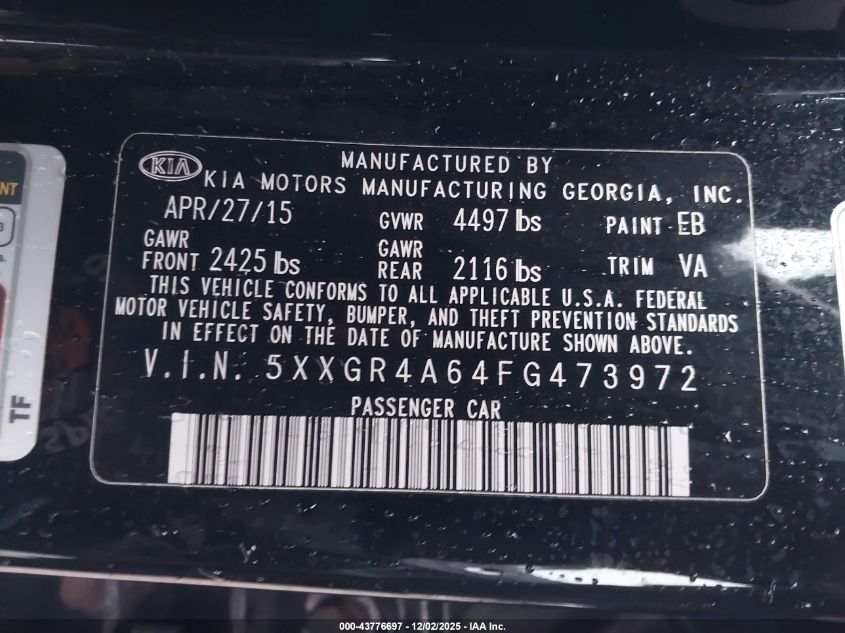 KIA
MANUFACTURED BY
KIA MOTORS MANUFACTURING GEORGIA, INC.
APR/27/15 GVWR 4497 lbs PAINT EB
GAWR FRONT 2425 lbs GAWR REAR 2116 lbs TRIM VA
THIS VEHICLE CONFORMS TO ALL APPLICABLE U.S.A. FEDERAL
MOTOR VEHICLE SAFETY, BUMPER, AND THEFT PREVENTION STANDARDS
IN EFFECT ON THE DATE OF MANUFACTURE SHOWN ABOVE.
V.I.N. 5XXGR4A64FG473972
PASSENGER CAR
TF
000-43776697 - 12/02/2025 - IAA Inc.